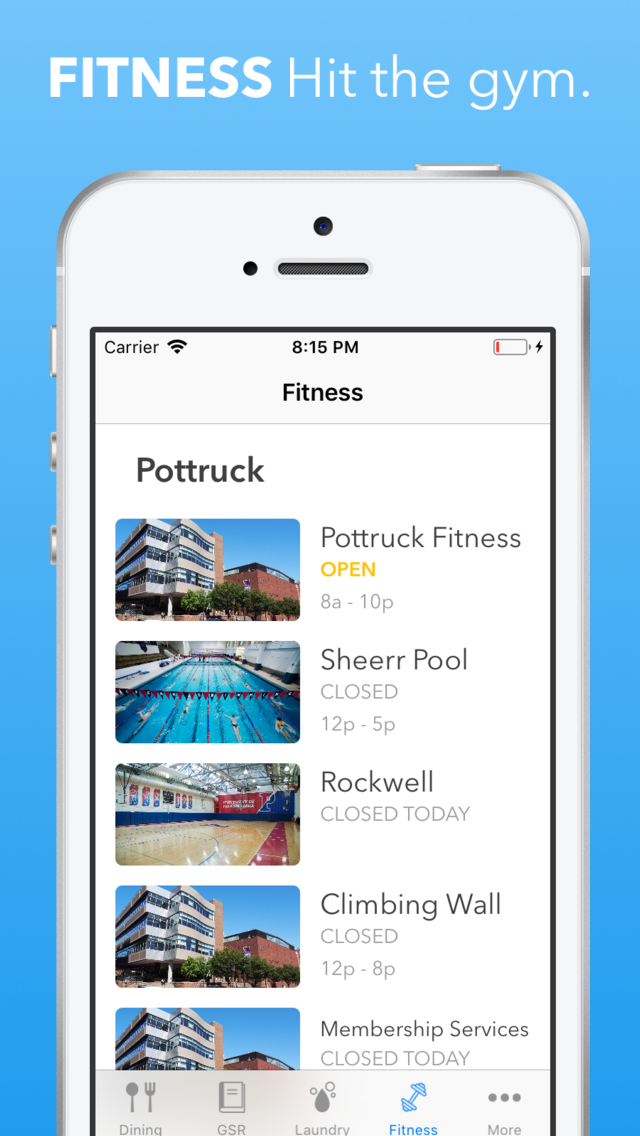 FITNESS Hit the gym.
Carrier 8:15 PM
Fitness
Pottruck
Pottruck Fitness
OPEN
8a - 10p
Sheerr Pool
CLOSED
12p - 5p
Rockwell
CLOSED TODAY
Climbing Wall
CLOSED
12p - 8p
Membership Services
CLOSED TODAY
Dining GSR Laundry Fitness More